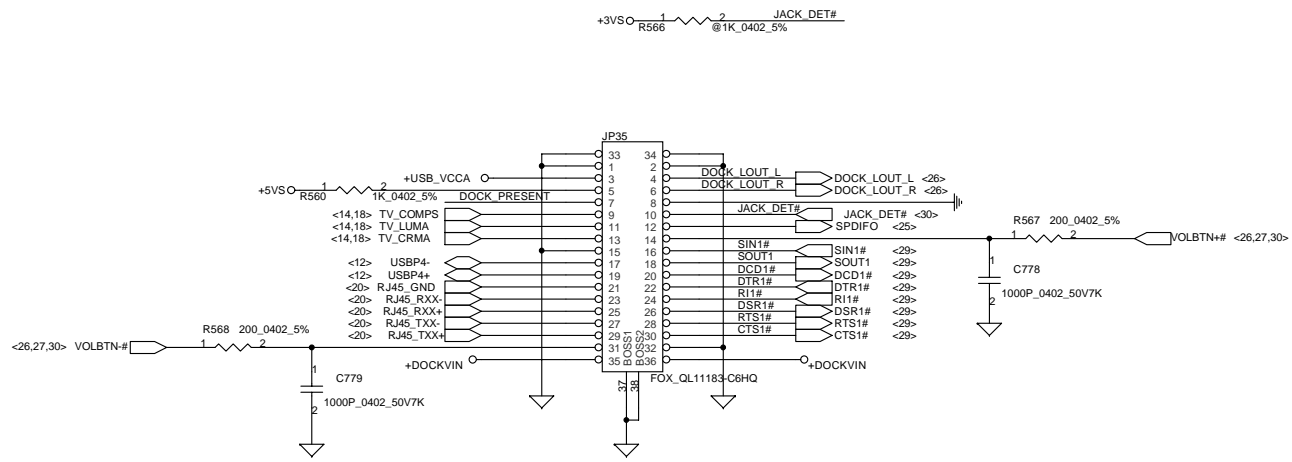 +3VS 1 2 JACK_DET#
R566 @1K_0402_5%
JP35
33 34
1 2
+USB_VCCA 3 4 DOCK_LOUT_L DOCK_LOUT_L <26>
+5VS 1 2 5 6 DOCK_LOUT_R DOCK_LOUT_R <26>
R560 1K_0402_5%
DOCK_PRESENT 7 8
<14,18> TV_COMPS 9 10 JACK_DET# JACK_DET# <30>
<14,18> TV_LUMA 11 12 SPDIFO <25>
<14,18> TV_CRMA 13 14
R567 200_0402_5%
1 2 VOLBTN+# <26,27,30>
15 16 SIN1# SIN1# <29>
<12> USBP4- 17 18 SOUT1 SOUT1 <29>
<12> USBP4+ 19 20 DCD1# DCD1# <29>
<20> RJ45_GND 21 22 DTR1# DTR1# <29>
<20> RJ45_RXX- 23 24 RI1# RI1# <29>
<20> RJ45_RXX+ 25 26 DSR1# DSR1# <29>
<20> RJ45_TXX- 27 28 RTS1# RTS1# <29>
<20> RJ45_TXX+ 29 30 CTS1# CTS1# <29>
31 32
+DOCKVIN 35 36 +DOCKVIN
BOSS1
BOSS2
37
38
FOX_QL11183-C6HQ
1
C778
2
1000P_0402_50V7K
R568 200_0402_5%
<26,27,30> VOLBTN-# 1 2
1
C779
1000P_0402_50V7K
2